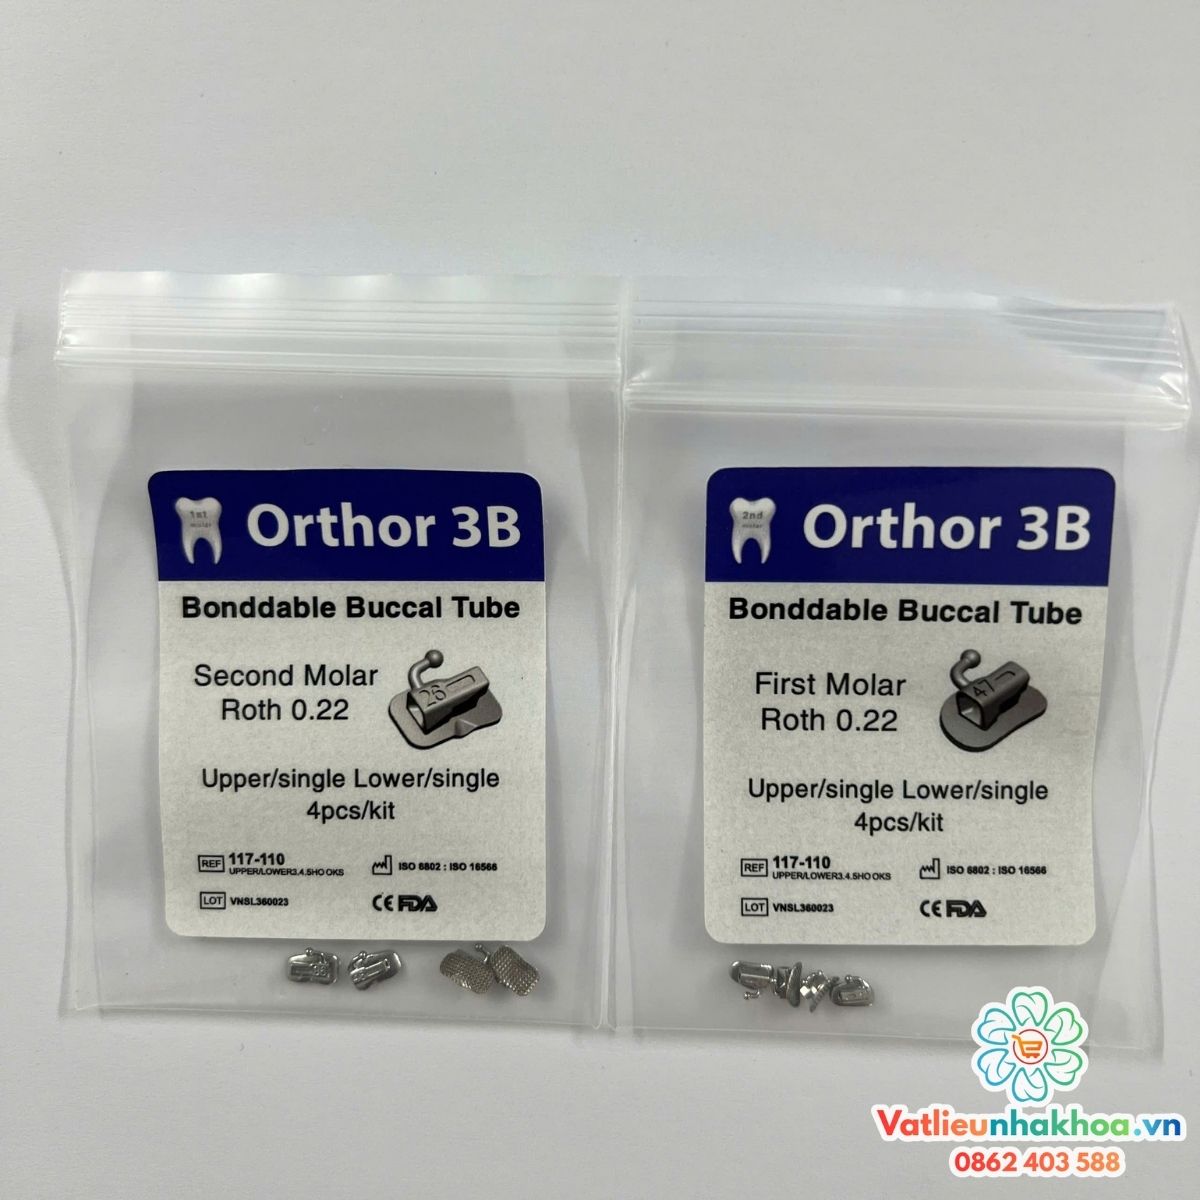 1st
molar
Orthor 3B
Bonddable Buccal Tube
Second Molar
Roth 0.22
26
Upper/single Lower/single
4pcs/kit
REF 117-110
UPPER/LOWER3.4.5HO OKS
ISO 6802 : ISO 16566
LOT VNSL360023
CE FDA
2nd
molar
Orthor 3B
Bonddable Buccal Tube
First Molar
Roth 0.22
47
Upper/single Lower/single
4pcs/kit
REF 117-110
UPPER/LOWER3.4.5HO OKS
ISO 6802 : ISO 16566
LOT VNSL360023
CE FDA
Vatlieunhakhoa.vn
0862 403 588